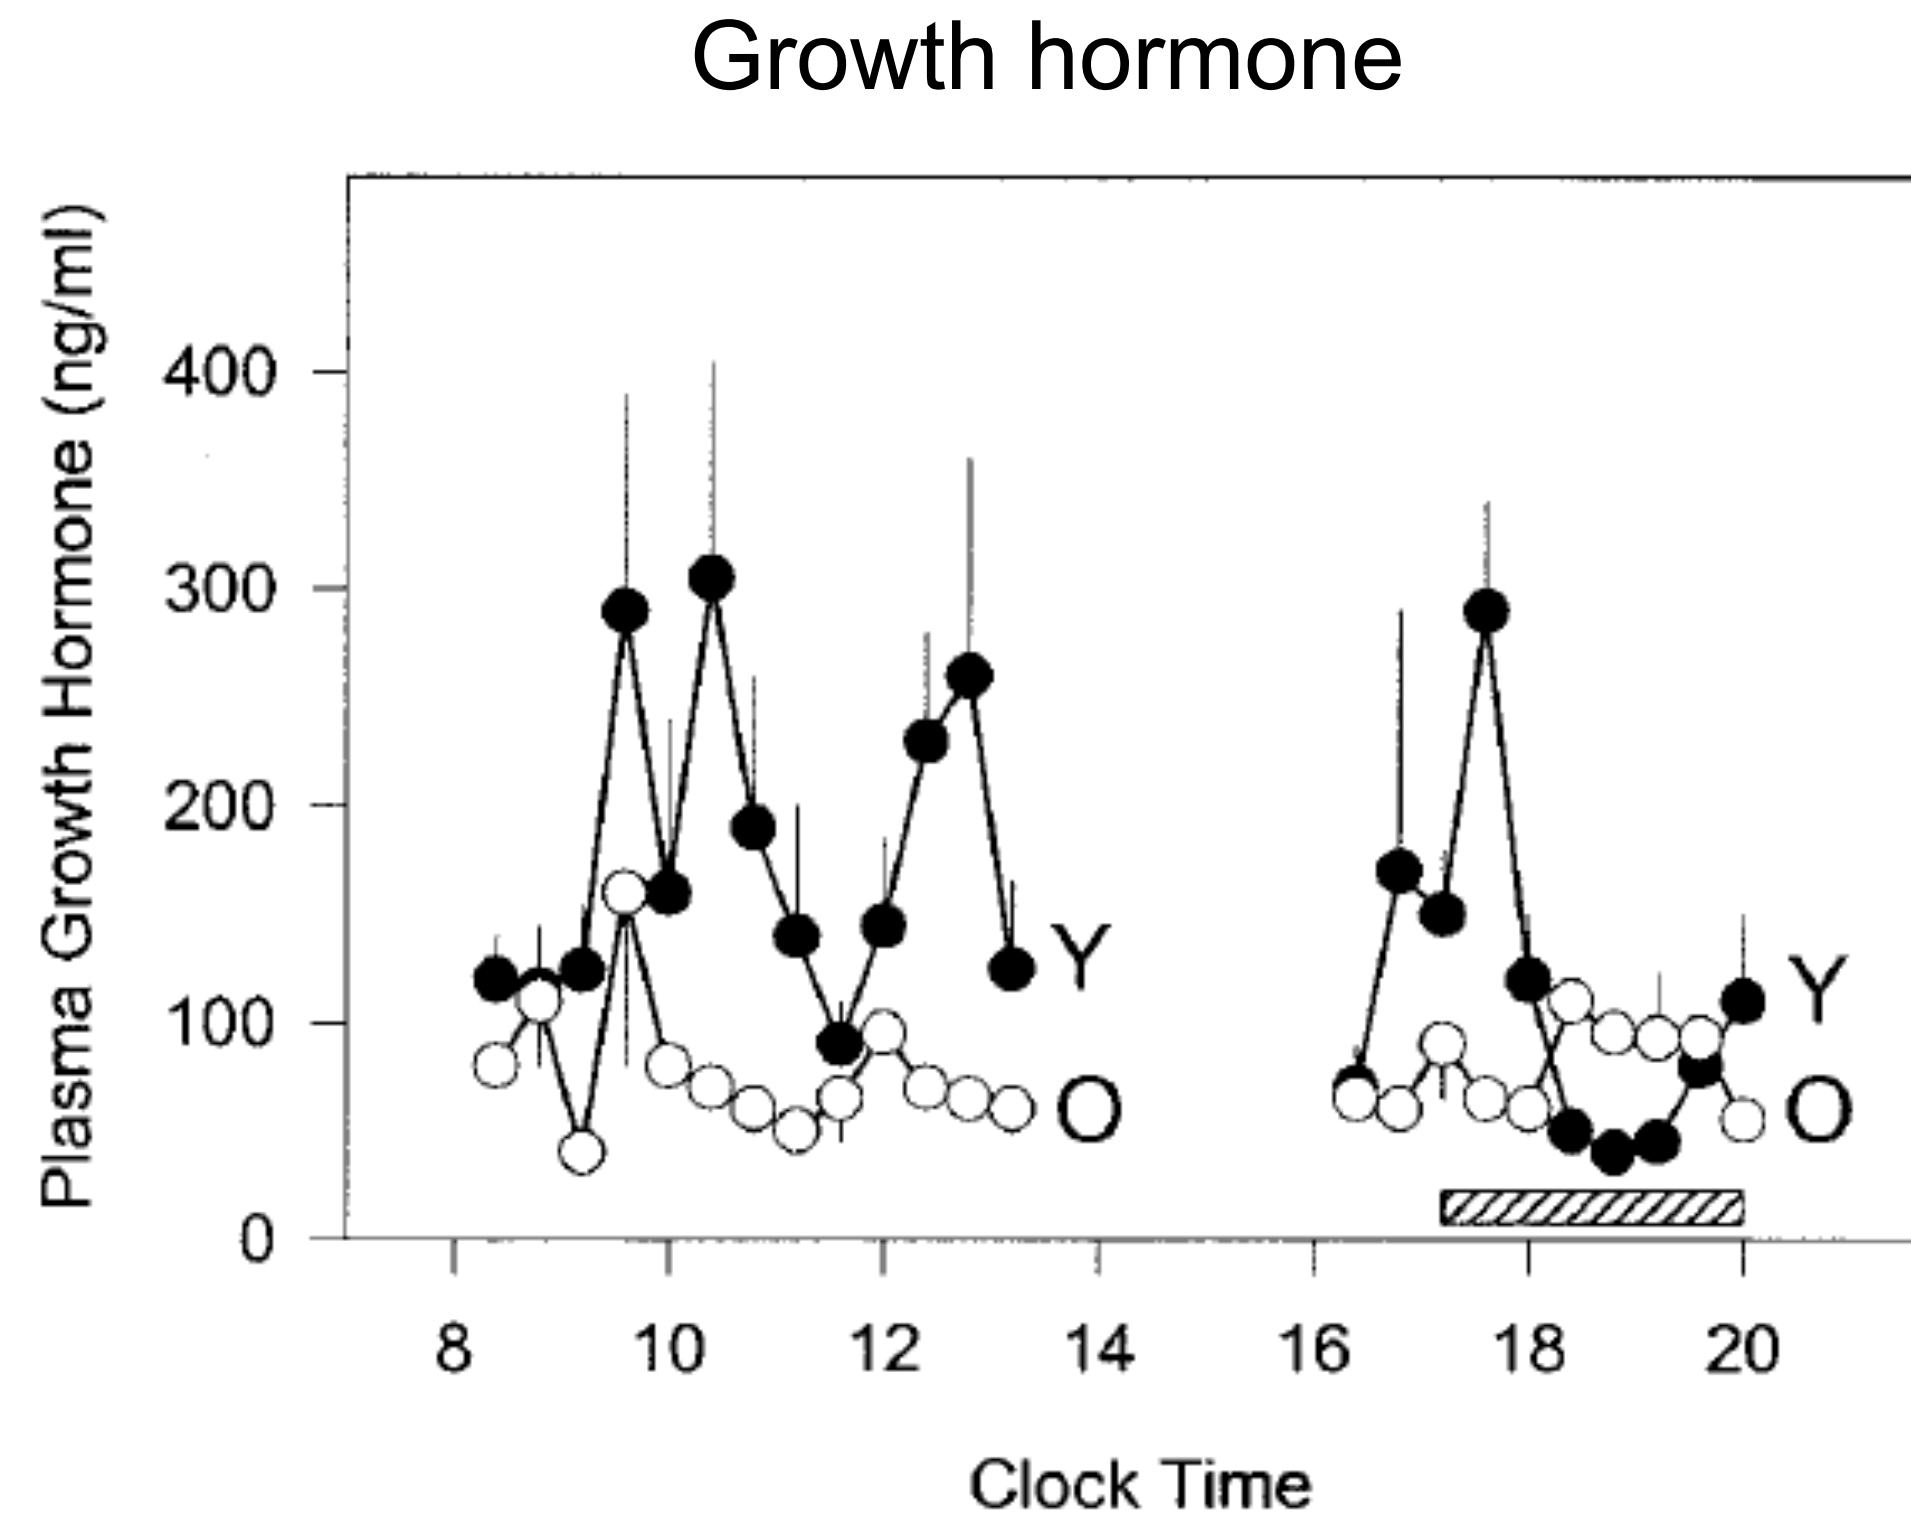 Growth hormone
Plasma Growth Hormone (ng/ml)
400
300
200
100
0
Y
O
Y
O
8 10 12 14 16 18 20
Clock Time